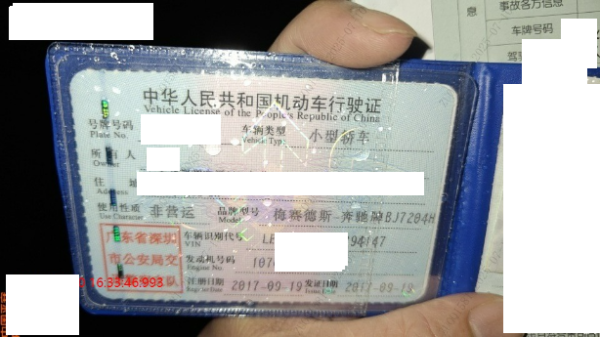 息
事故各方信息
车牌号码
中华人民共和国机动车行驶证
Vehicle License of the People's Republic of China
号牌号码
Plate No.
车辆类型
Vehicle Type
小型轿车
所有人
Owner
住
Address
使用性质
Use Character
非营运
品牌型号
Model
梅赛德斯-奔驰牌BJ7204H
广东省深圳
市公安局交
车辆识别代号
VIN
LE
94147
发动机号码
Engine No.
107
注册日期
Register Date
2017-09-19
发证日期
Issue Date
2017-09-19
16:33:46:993